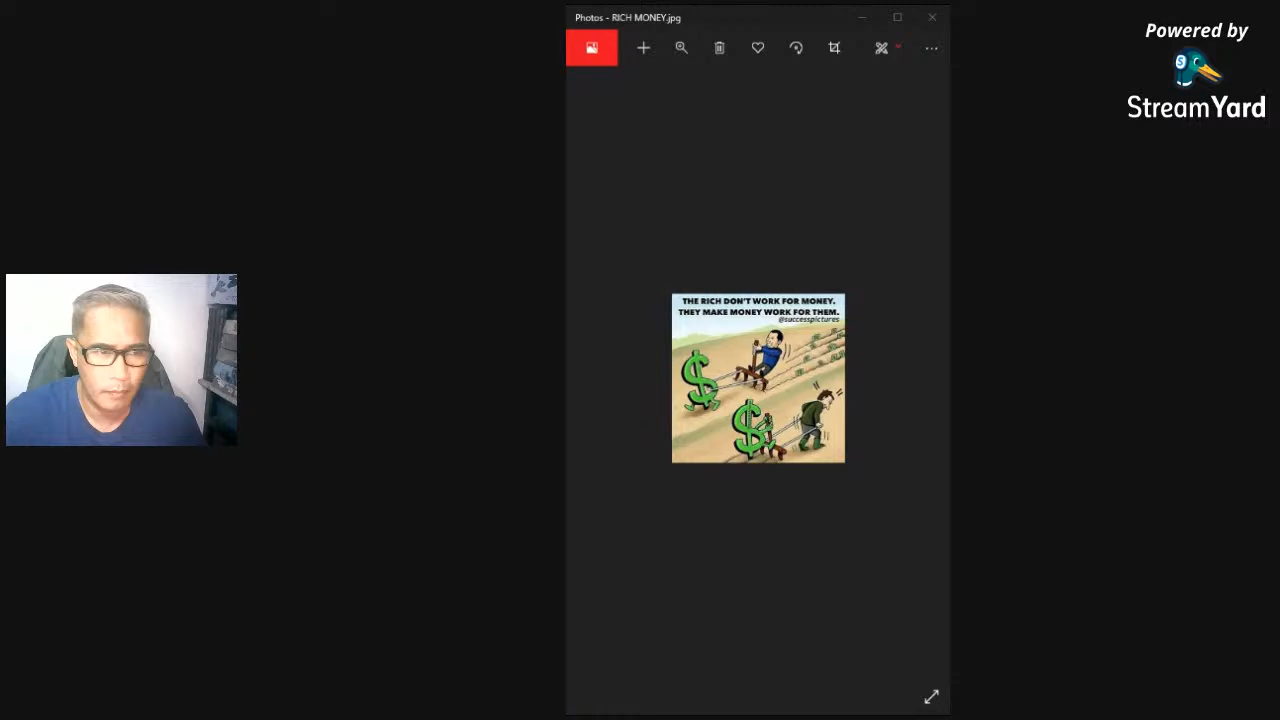 Photos - RICH MONEY.jpg
Powered by
StreamYard
THE RICH DON'T WORK FOR MONEY.
THEY MAKE MONEY WORK FOR THEM.
@successpictures